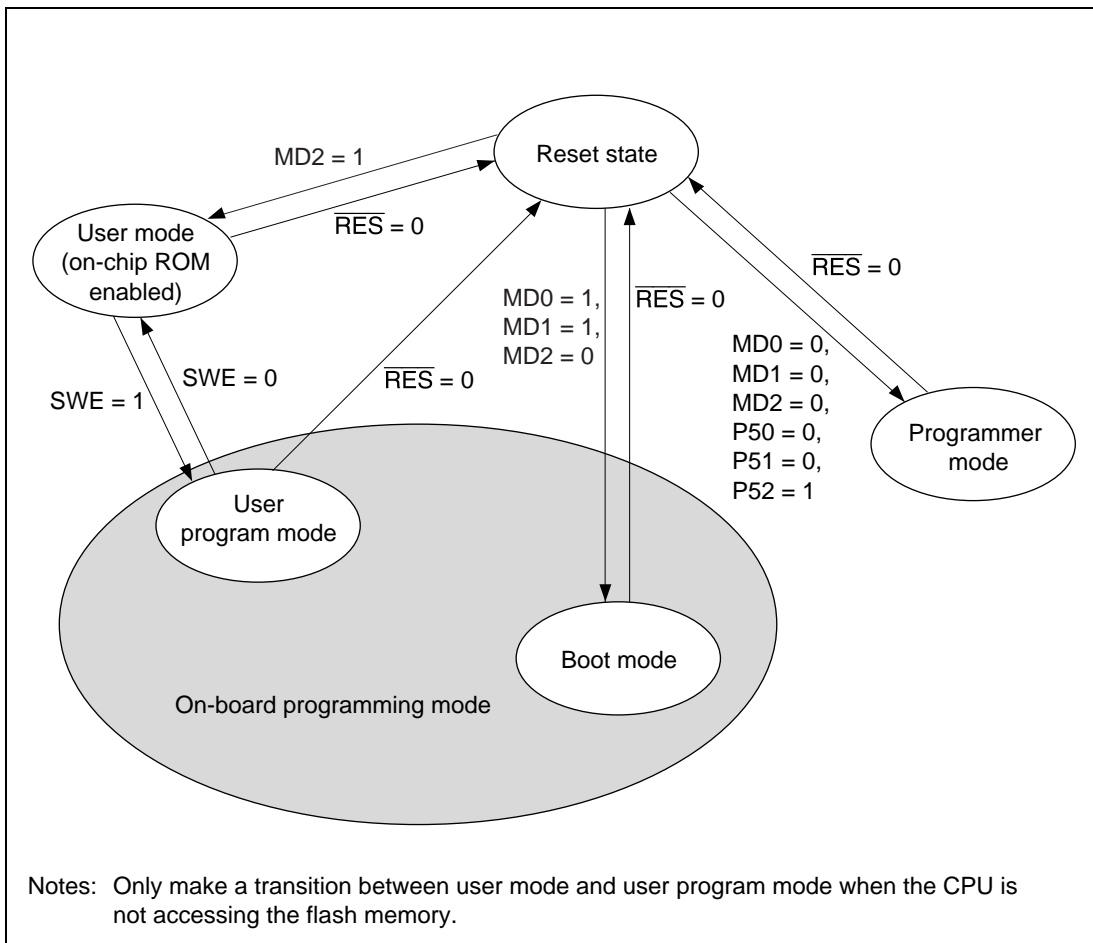 Reset state
MD2 = 1
RES = 0
User mode
(on-chip ROM
enabled)
RES = 0
MD0 = 1,
MD1 = 1,
MD2 = 0
RES = 0
MD0 = 0,
MD1 = 0,
MD2 = 0,
P50 = 0,
P51 = 0,
P52 = 1
SWE = 0
SWE = 1
RES = 0
Programmer
mode
User
program mode
Boot mode
On-board programming mode
Notes: Only make a transition between user mode and user program mode when the CPU is
not accessing the flash memory.